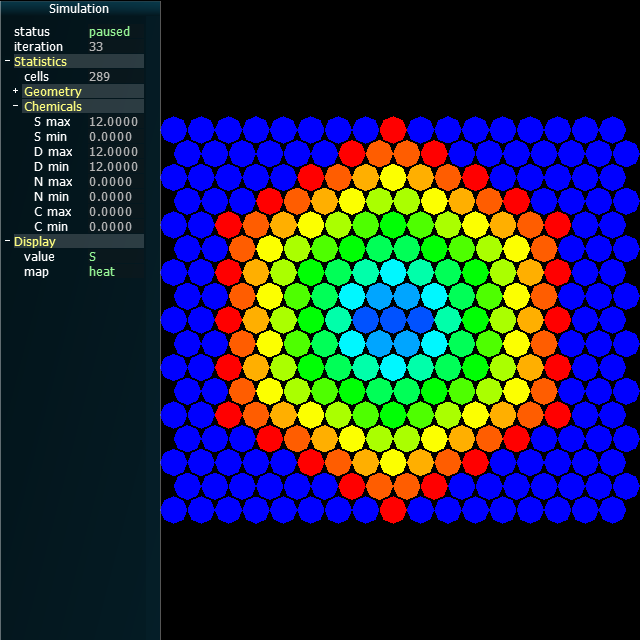 Simulation
status paused
iteration 33
- Statistics
cells 289
+ Geometry
- Chemicals
S max 12.0000
S min 0.0000
D max 12.0000
D min 12.0000
N max 0.0000
N min 0.0000
C max 0.0000
C min 0.0000
- Display
value S
map heat